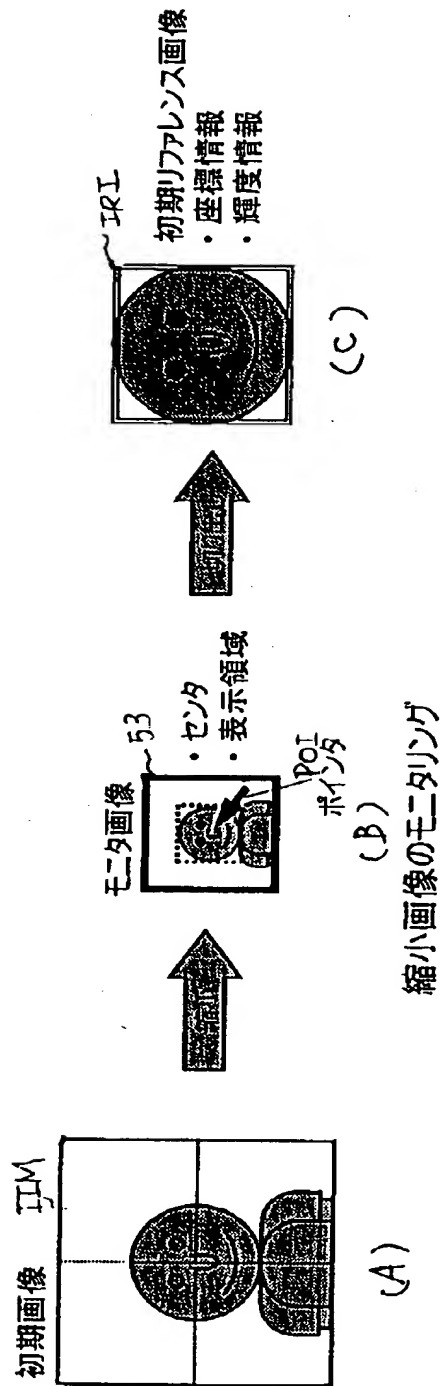 初期画像 IIM
(A)
モニタ画像 53
・センタ
・表示領域
POI
ポインタ
(B)
縮小画像のモニタリング
IRI
初期リファレンス画像
・座標情報
・輝度情報
(C)